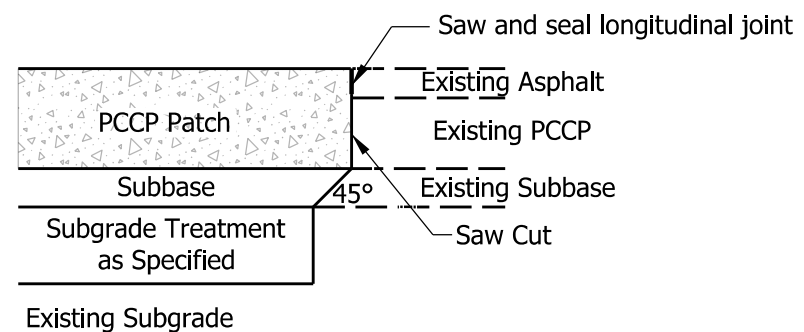 Saw and seal longitudinal joint
Existing Asphalt
PCCP Patch
Existing PCCP
Subbase
45°
Existing Subbase
Subgrade Treatment
as Specified
Saw Cut
Existing Subgrade